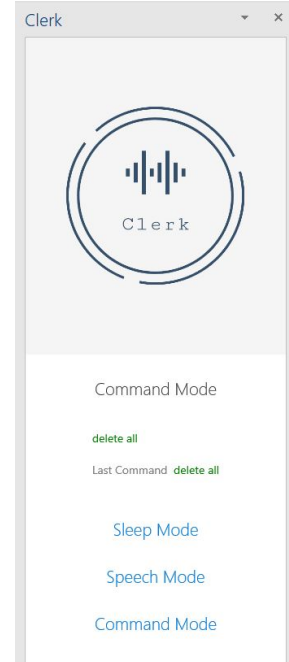 Clerk
Clerk
Command Mode
delete all
Last Command delete all
Sleep Mode
Speech Mode
Command Mode